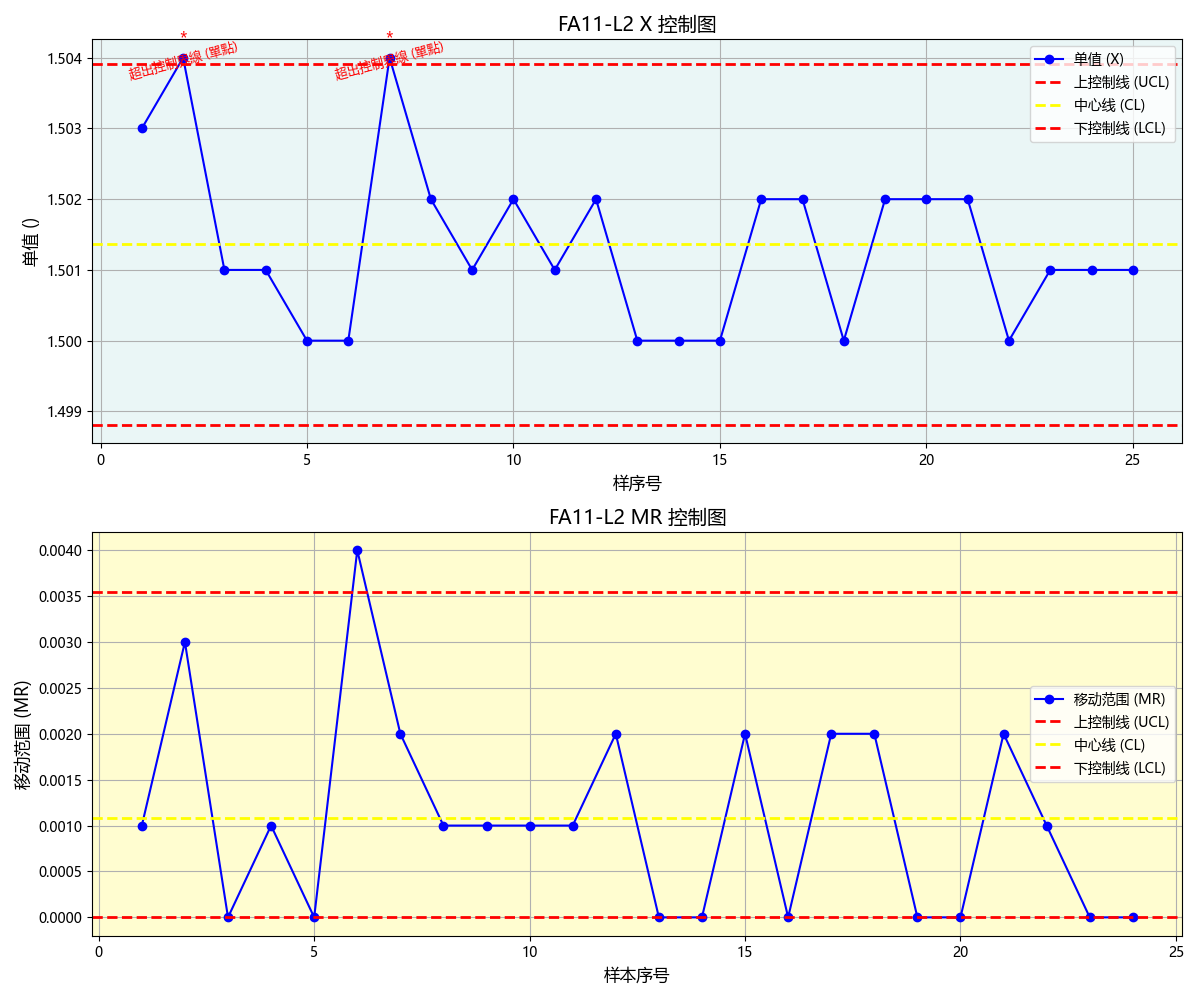 FA11-L2 X 控制图
*
*
超出控制界線 (單點)
超出控制界線 (單點)
单值 (X)
上控制线 (UCL)
中心线 (CL)
下控制线 (LCL)
1.504
1.503
1.502
1.501
1.500
1.499
单值 ()
0
5
10
15
20
25
样序号
FA11-L2 MR 控制图
移动范围 (MR)
上控制线 (UCL)
中心线 (CL)
下控制线 (LCL)
0.0040
0.0035
0.0030
0.0025
0.0020
0.0015
0.0010
0.0005
0.0000
移动范围 (MR)
0
5
10
15
20
25
样本序号